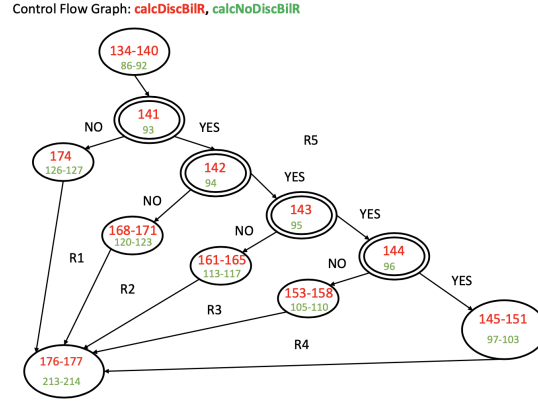 Control Flow Graph: calcDiscBilR, calcNoDiscBilR
134-140
86-92
141
93
NO
YES
R5
174
126-127
142
94
YES
NO
143
95
YES
168-171
120-123
NO
144
96
R1
161-165
113-117
NO
YES
R2
153-158
105-110
R3
145-151
97-103
R4
176-177
213-214